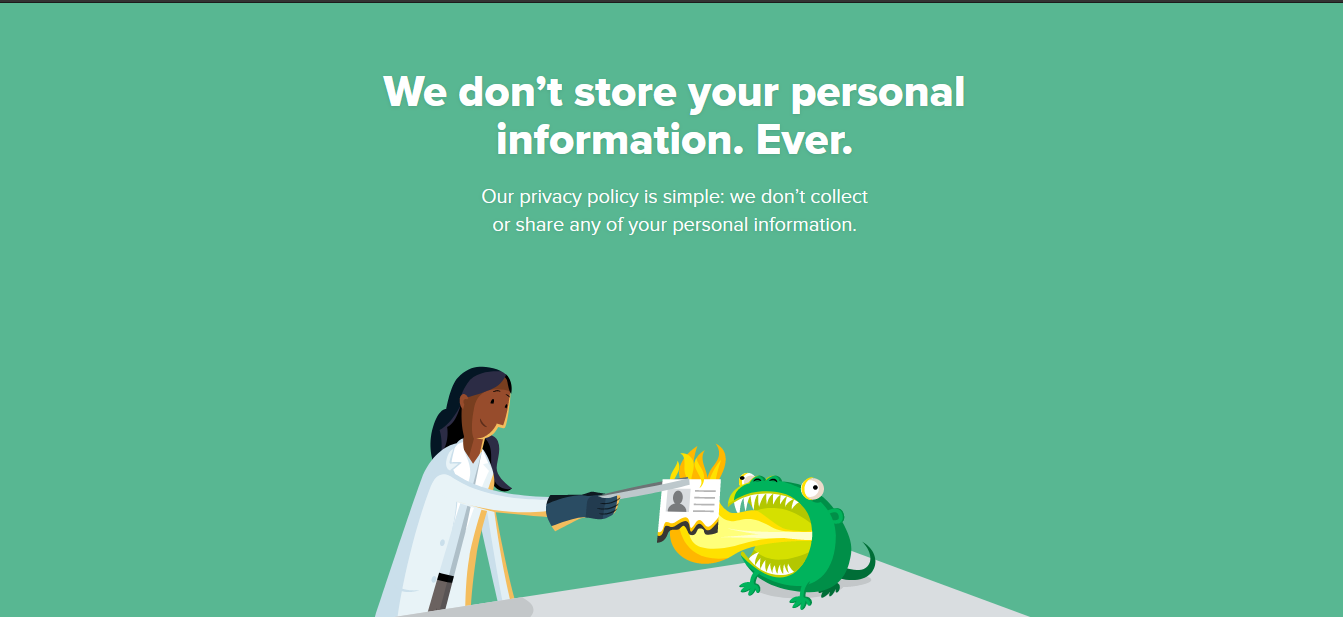 We don’t store your personal
information. Ever.
Our privacy policy is simple: we don’t collect
or share any of your personal information.